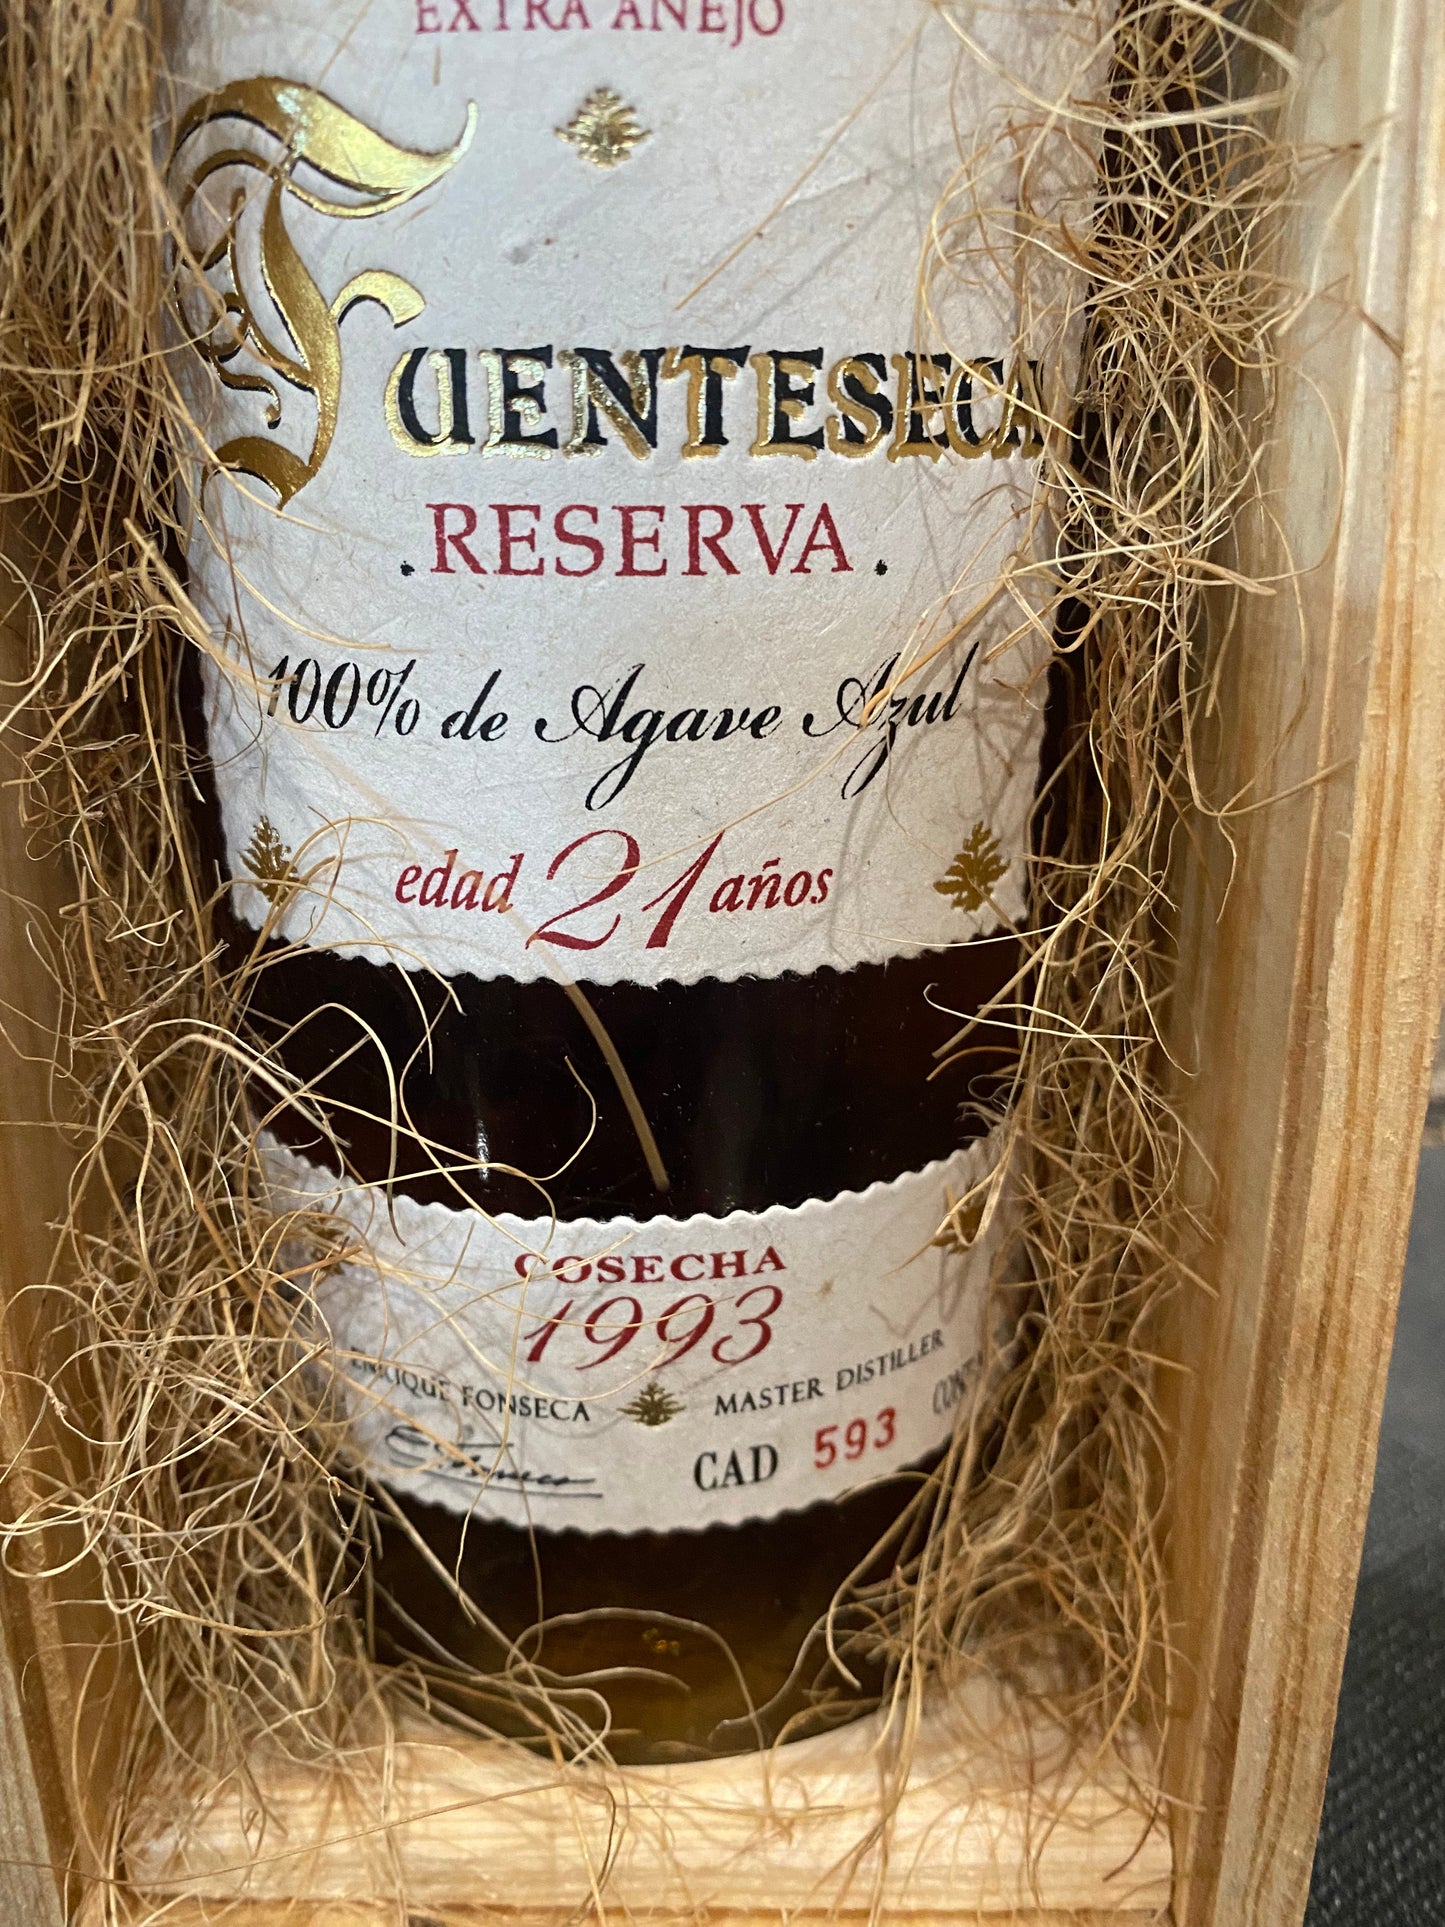 EXTRA AÑEJO
FUENTESECA
. RESERVA .
100% de Agave Azul
edad 21 años
COSECHA
1993
ENRIQUE FONSECA MASTER DISTILLER
CAD 593